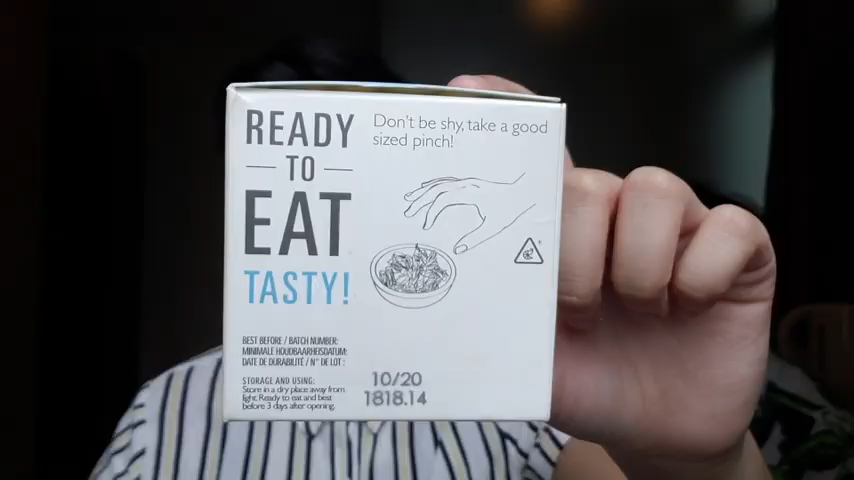 READY
TO
EAT
TASTY!
Don't be shy, take a good
sized pinch!
BEST BEFORE / BATCH NUMBER:
MINIMALE HOUDBAARHEISDATUM:
DATE DE DURABILITÉ / N° DE LOT :
10/20
1818.14
STORAGE AND USING:
Store in a dry place away from
light. Ready to eat and best
before 3 days after opening.